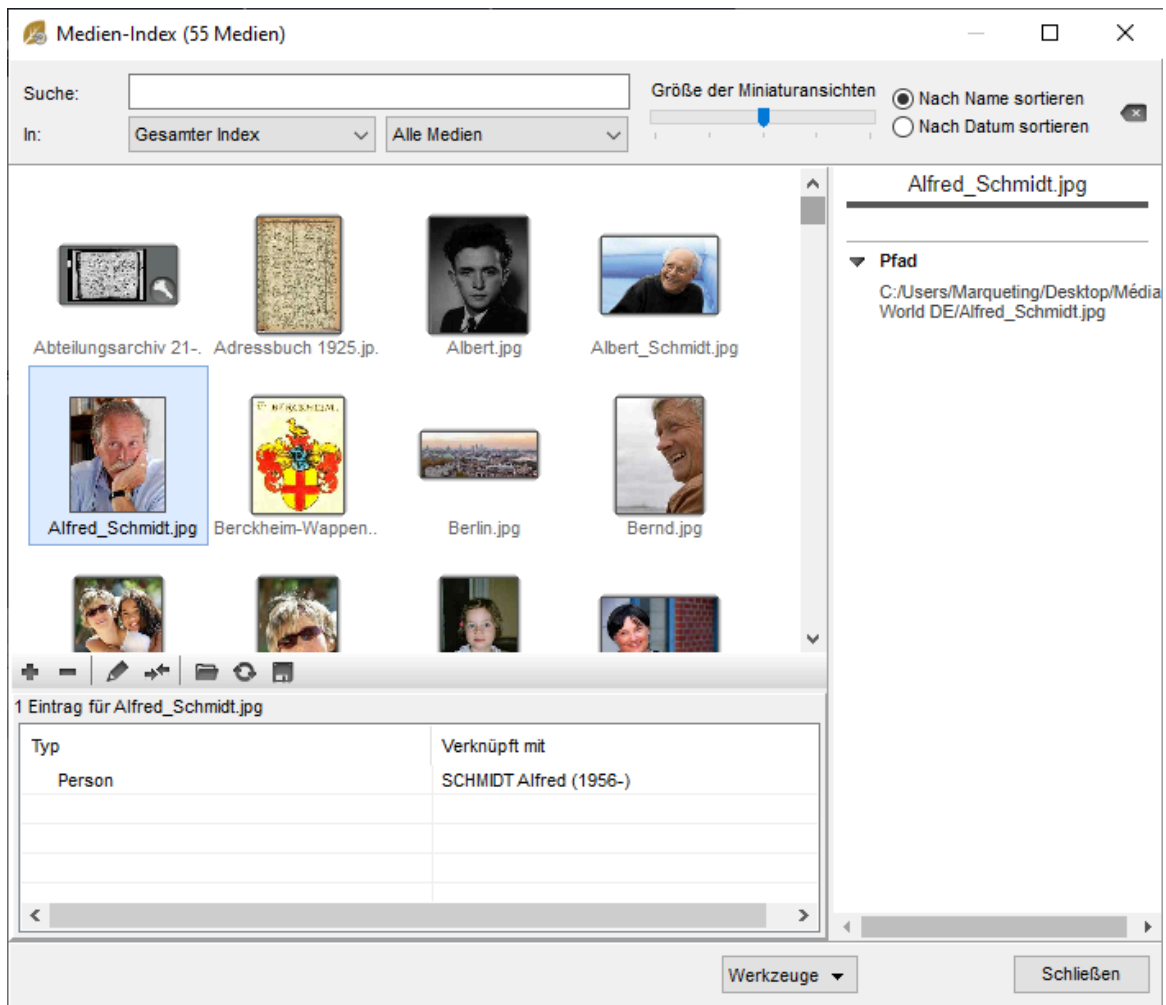 Medien-Index (55 Medien)
Suche:
Größe der Miniaturansichten
Nach Name sortieren
In:
Gesamter Index
Alle Medien
Nach Datum sortieren
Alfred_Schmidt.jpg
Pfad
C:/Users/Marqueting/Desktop/Média
World DE/Alfred_Schmidt.jpg
Abteilungsarchiv 21-.
Adressbuch 1925.jp.
Albert.jpg
Albert_Schmidt.jpg
BERCKHEIM.
Alfred_Schmidt.jpg
Berckheim-Wappen..
Berlin.jpg
Bernd.jpg
1 Eintrag für Alfred_Schmidt.jpg
Typ
Verknüpft mit
Person
SCHMIDT Alfred (1956-)
Werkzeuge
Schließen